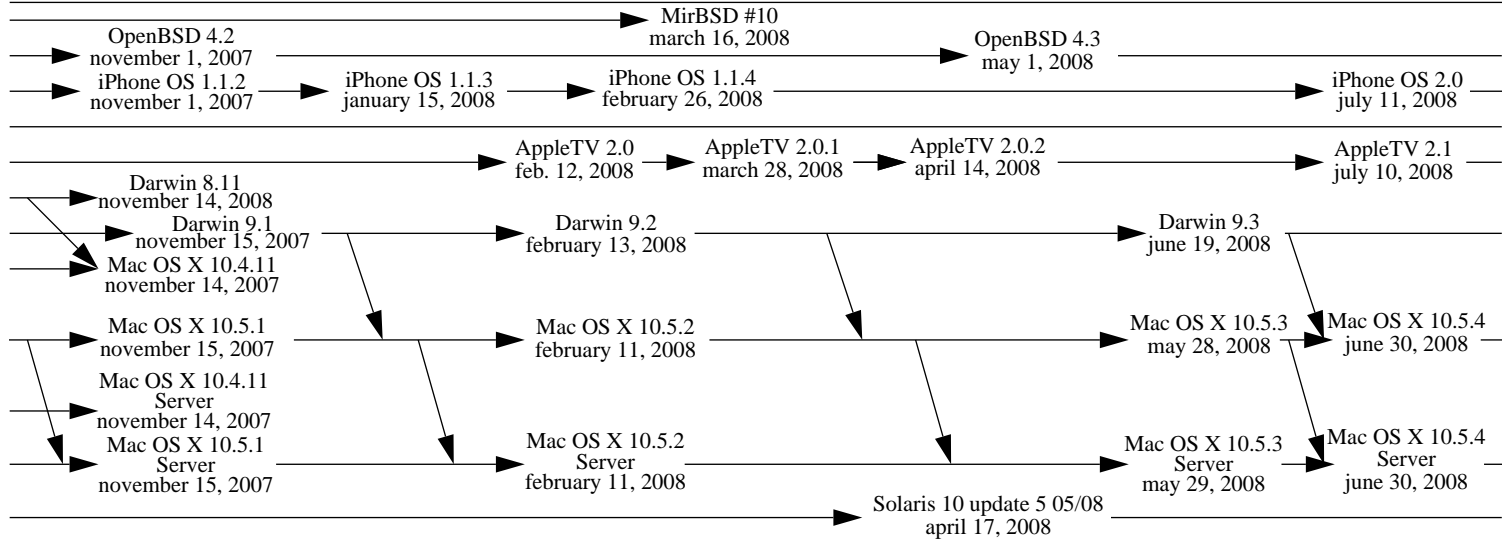 MirBSD #10
march 16, 2008
OpenBSD 4.2
november 1, 2007
OpenBSD 4.3
may 1, 2008
iPhone OS 1.1.2
november 1, 2007
iPhone OS 1.1.3
january 15, 2008
iPhone OS 1.1.4
february 26, 2008
iPhone OS 2.0
july 11, 2008
AppleTV 2.0
feb. 12, 2008
AppleTV 2.0.1
march 28, 2008
AppleTV 2.0.2
april 14, 2008
AppleTV 2.1
july 10, 2008
Darwin 8.11
november 14, 2008
Darwin 9.1
november 15, 2007
Darwin 9.2
february 13, 2008
Darwin 9.3
june 19, 2008
Mac OS X 10.4.11
november 14, 2007
Mac OS X 10.5.1
november 15, 2007
Mac OS X 10.5.2
february 11, 2008
Mac OS X 10.5.3
may 28, 2008
Mac OS X 10.5.4
june 30, 2008
Mac OS X 10.4.11
Server
november 14, 2007
Mac OS X 10.5.1
Server
november 15, 2007
Mac OS X 10.5.2
Server
february 11, 2008
Mac OS X 10.5.3
Server
may 29, 2008
Mac OS X 10.5.4
Server
june 30, 2008
Solaris 10 update 5 05/08
april 17, 2008